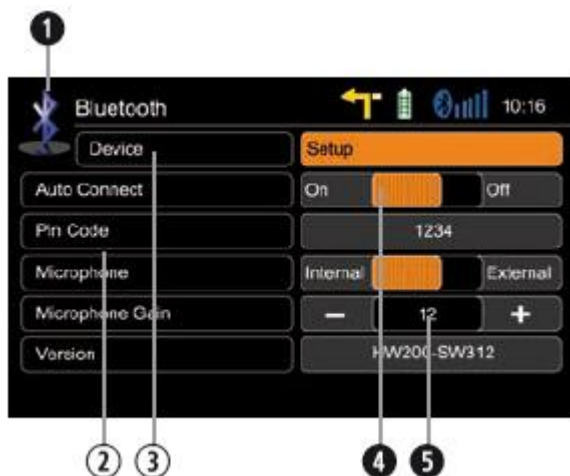 1
Bluetooth 10:16
Device Setup
Auto Connect On Off
Pin Code 1234
Microphone Internal External
Microphone Gain − 12 +
Version HW200-SW312
2 3 4 5